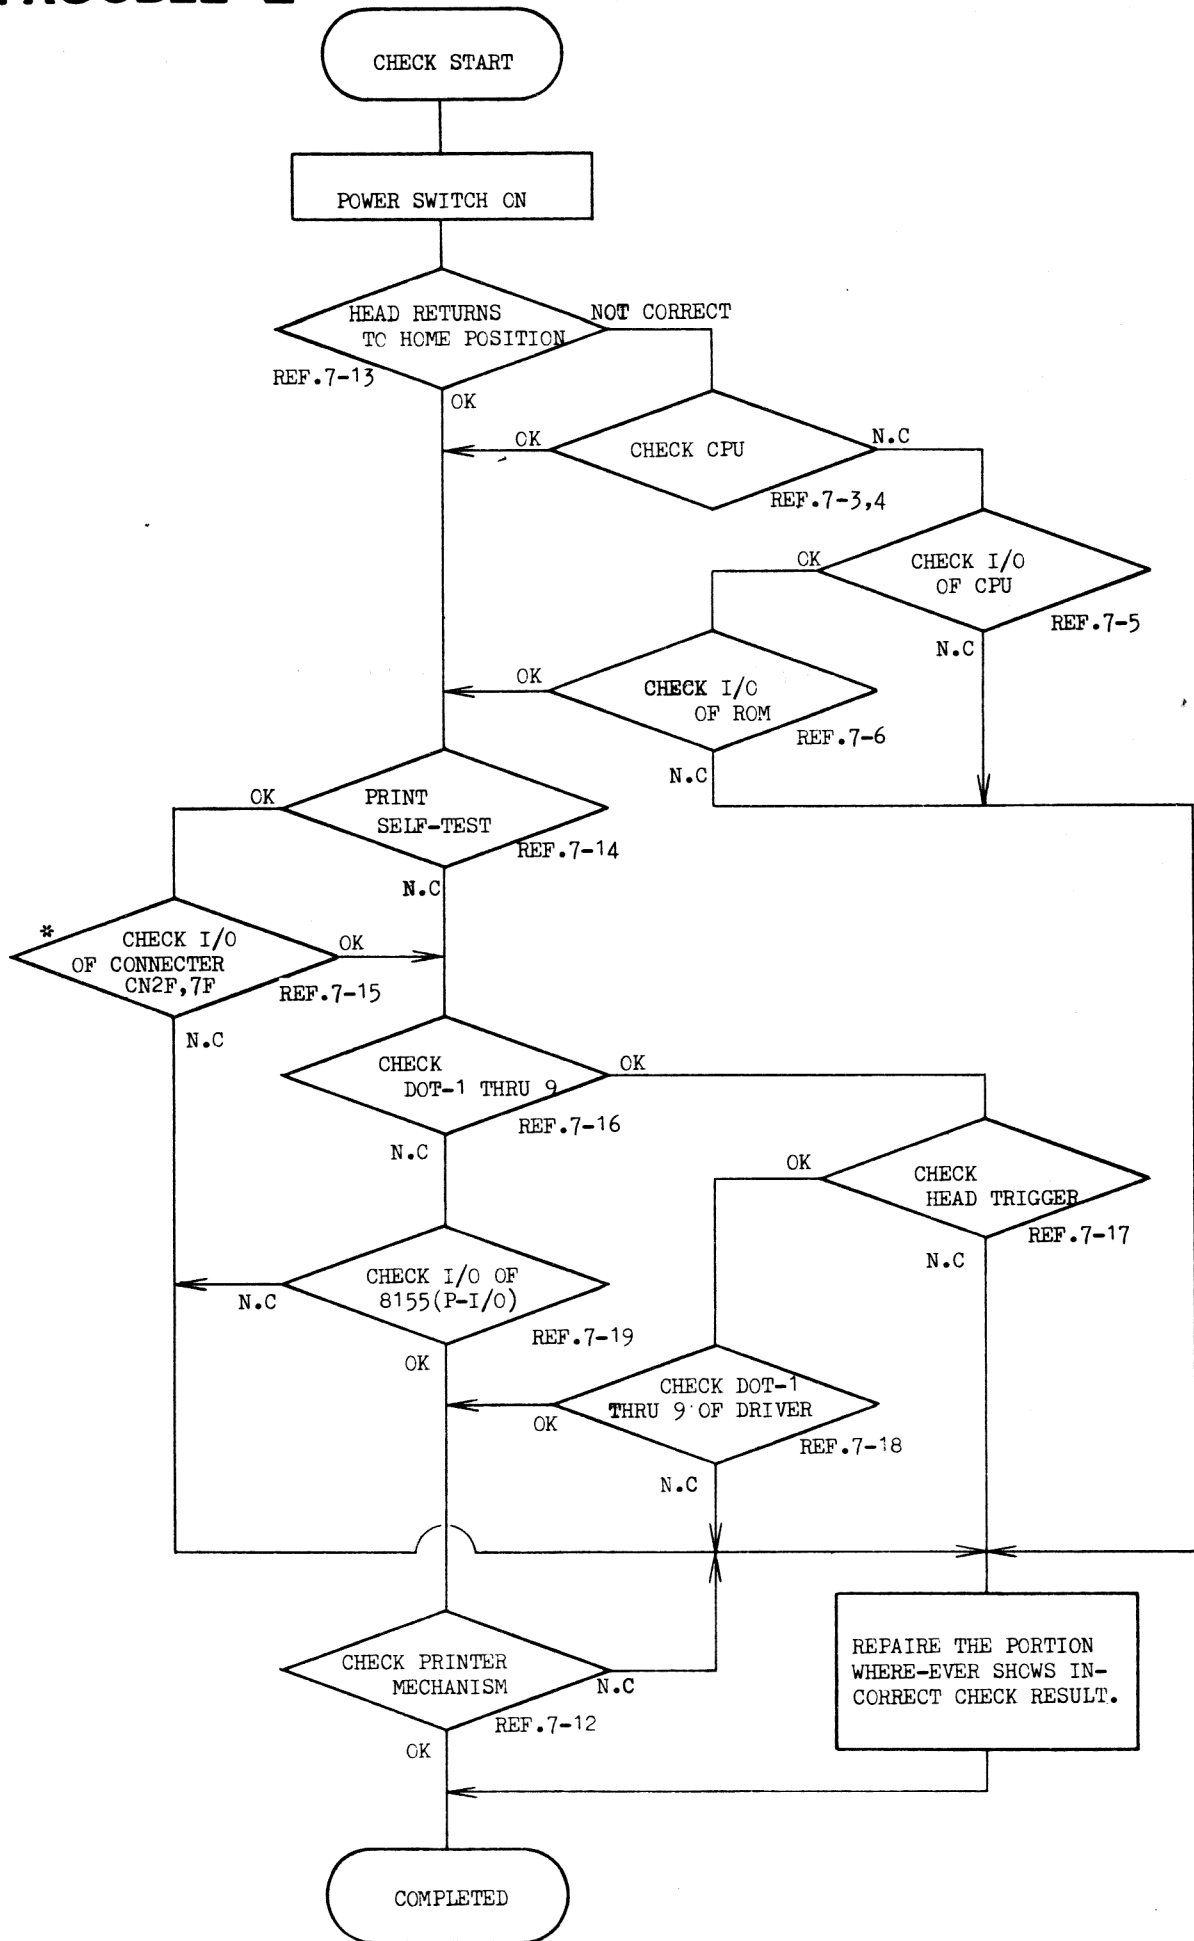 CHECK START
POWER SWITCH ON
HEAD RETURNS
TO HOME POSITION
NOT CORRECT
REF.7-13
OK
OK
CHECK CPU
N.C
REF.7-3,4
OK
CHECK I/O
OF CPU
REF.7-5
N.C
OK
CHECK I/O
OF ROM
REF.7-6
N.C
OK
PRINT
SELF-TEST
REF.7-14
N.C
*
CHECK I/O
OF CONNECTER
CN2F,7F
OK
REF.7-15
N.C
CHECK
DOT-1 THRU 9
OK
REF.7-16
N.C
OK
CHECK
HEAD TRIGGER
REF.7-17
N.C
CHECK I/O OF
8155(P-I/O)
N.C
REF.7-19
OK
CHECK DOT-1
THRU 9 OF DRIVER
OK
REF.7-18
N.C
CHECK PRINTER
MECHANISM
N.C
REF.7-12
OK
REPAIRE THE PORTION
WHERE-EVER SHOWS IN-
CORRECT CHECK RESULT.
COMPLETED